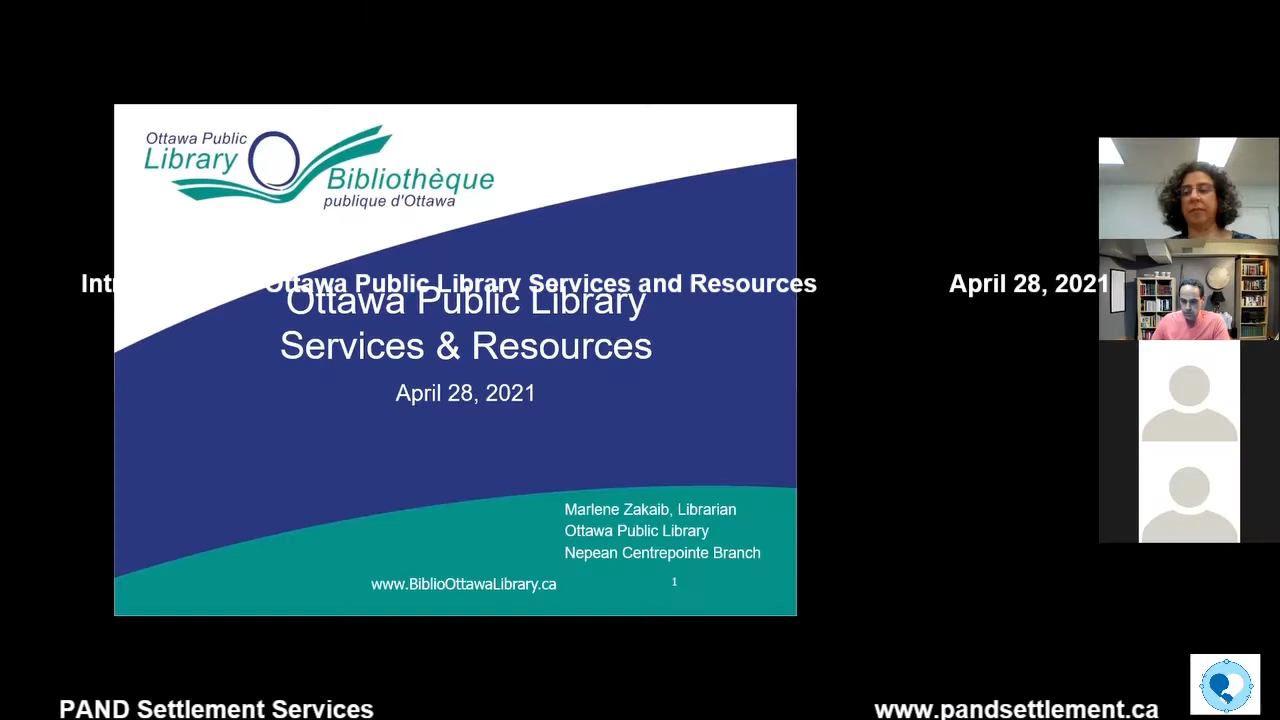 Ottawa Public
Library
Bibliothèque
publique d'Ottawa
Int Ottawa Public Library Services and Resources
April 28, 2021
Ottawa Public Library
Services & Resources
April 28, 2021
Marlene Zakaib, Librarian
Ottawa Public Library
Nepean Centrepointe Branch
www.BiblioOttawaLibrary.ca
1
PAND Settlement Services
www.pandsettlement.ca